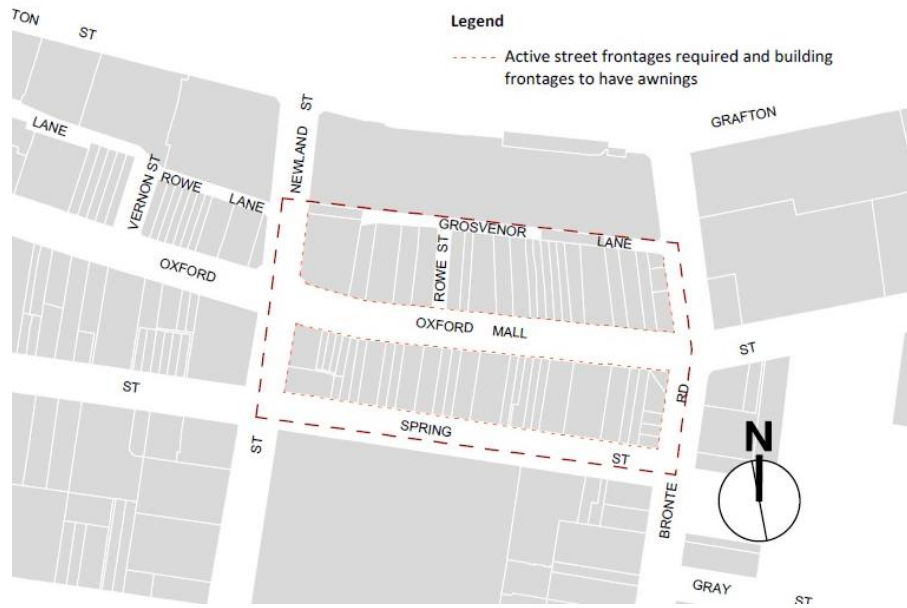 TON ST
Legend
Active street frontages required and building
frontages to have awnings
GRAFTON
LANE
VERNON ST
ROWE LANE
NEWLAND ST
GROSVENOR LANE
ROWE ST
OXFORD
OXFORD MALL
ST
ST
RD
SPRING ST
ST
N
BRONTE
GRAY ST